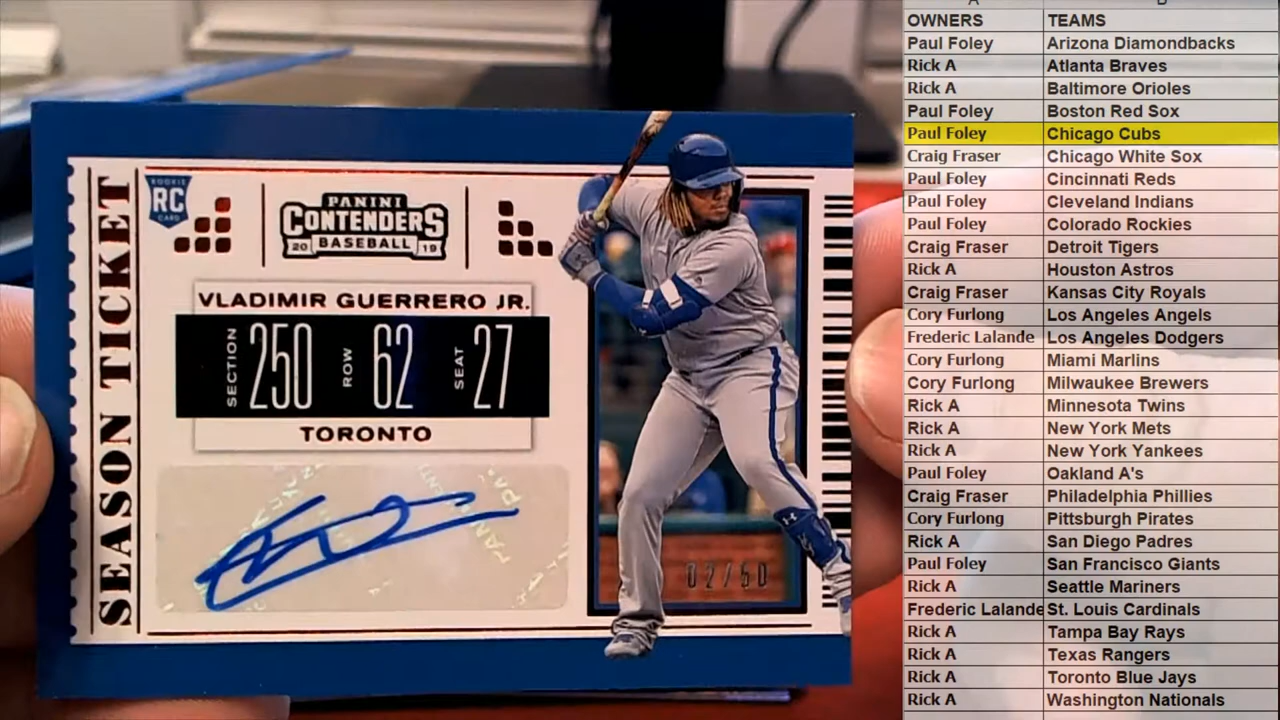 SEASON TICKET
ROOKIE
RC
CARD
PANINI
CONTENDERS
20 BASEBALL 19
VLADIMIR GUERRERO JR.
SECTION 250 ROW 62 SEAT 27
TORONTO
02/50
OWNERS TEAMS
Paul Foley Arizona Diamondbacks
Rick A Atlanta Braves
Rick A Baltimore Orioles
Paul Foley Boston Red Sox
Paul Foley Chicago Cubs
Craig Fraser Chicago White Sox
Paul Foley Cincinnati Reds
Paul Foley Cleveland Indians
Paul Foley Colorado Rockies
Craig Fraser Detroit Tigers
Rick A Houston Astros
Craig Fraser Kansas City Royals
Cory Furlong Los Angeles Angels
Frederic Lalande Los Angeles Dodgers
Cory Furlong Miami Marlins
Cory Furlong Milwaukee Brewers
Rick A Minnesota Twins
Rick A New York Mets
Rick A New York Yankees
Paul Foley Oakland A's
Craig Fraser Philadelphia Phillies
Cory Furlong Pittsburgh Pirates
Rick A San Diego Padres
Paul Foley San Francisco Giants
Rick A Seattle Mariners
Frederic Lalande St. Louis Cardinals
Rick A Tampa Bay Rays
Rick A Texas Rangers
Rick A Toronto Blue Jays
Rick A Washington Nationals